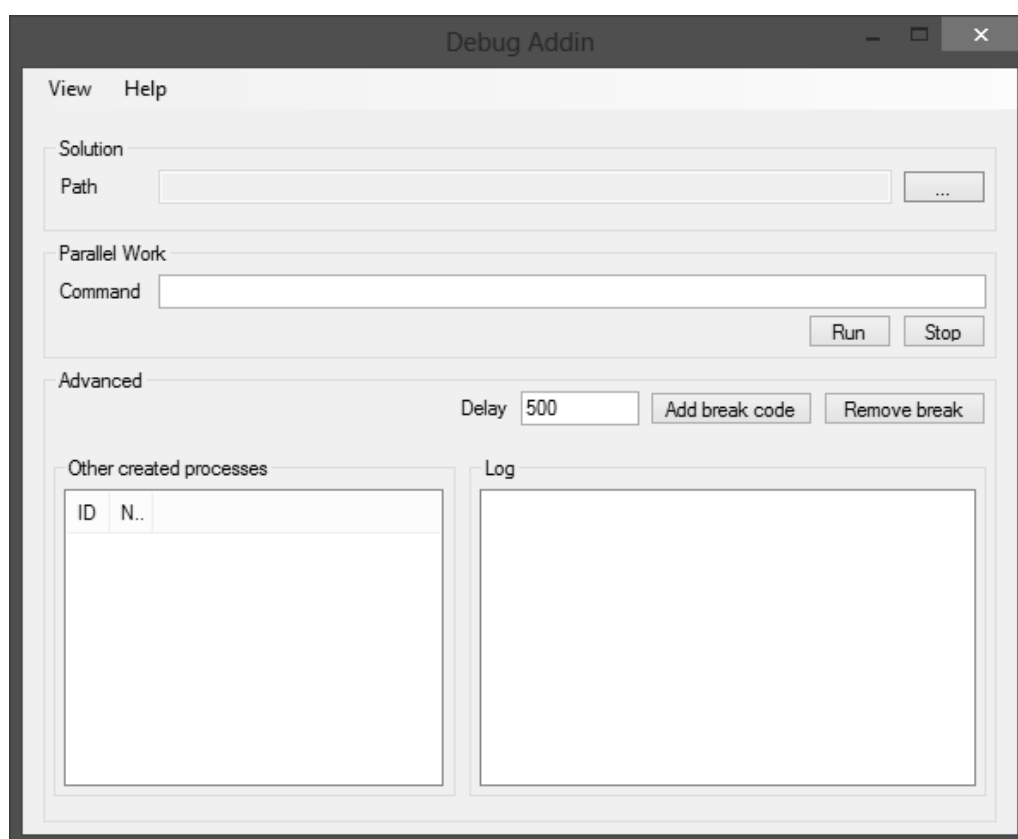 Debug Addin
View Help
Solution
Path ...
Parallel Work
Command
Run Stop
Advanced
Delay 500 Add break code Remove break
Other created processes Log
ID N..